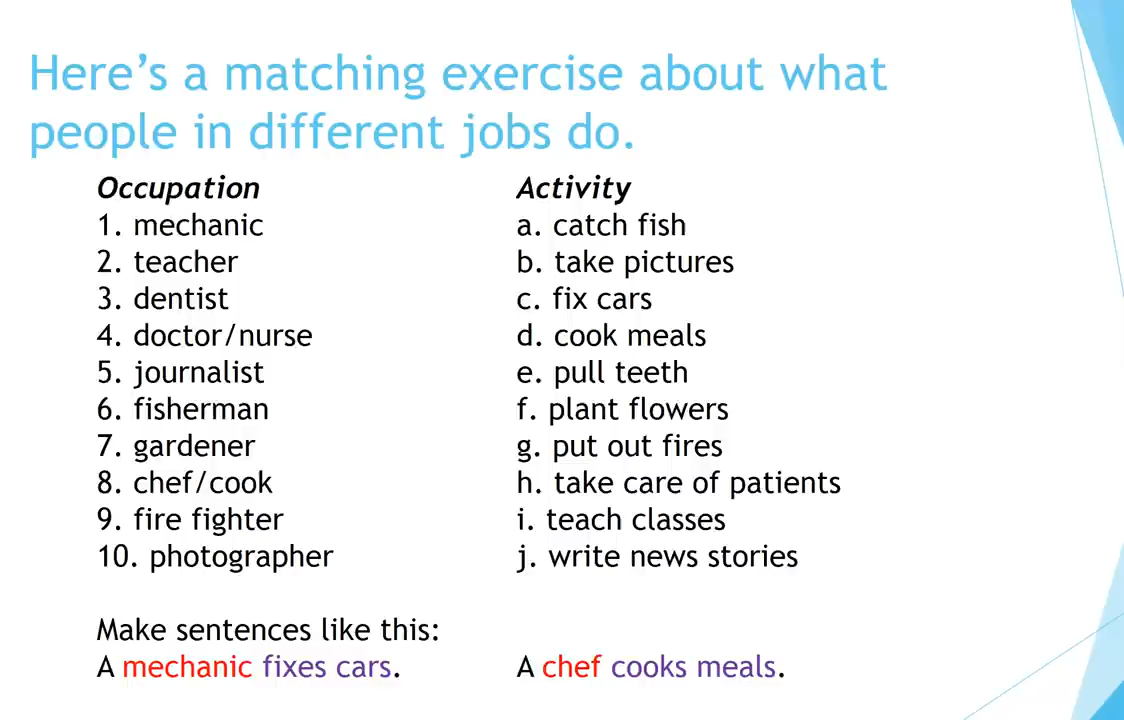 Here’s a matching exercise about what
people in different jobs do.
Occupation
1. mechanic
2. teacher
3. dentist
4. doctor/nurse
5. journalist
6. fisherman
7. gardener
8. chef/cook
9. fire fighter
10. photographer
Activity
a. catch fish
b. take pictures
c. fix cars
d. cook meals
e. pull teeth
f. plant flowers
g. put out fires
h. take care of patients
i. teach classes
j. write news stories
Make sentences like this:
A mechanic fixes cars.
A chef cooks meals.